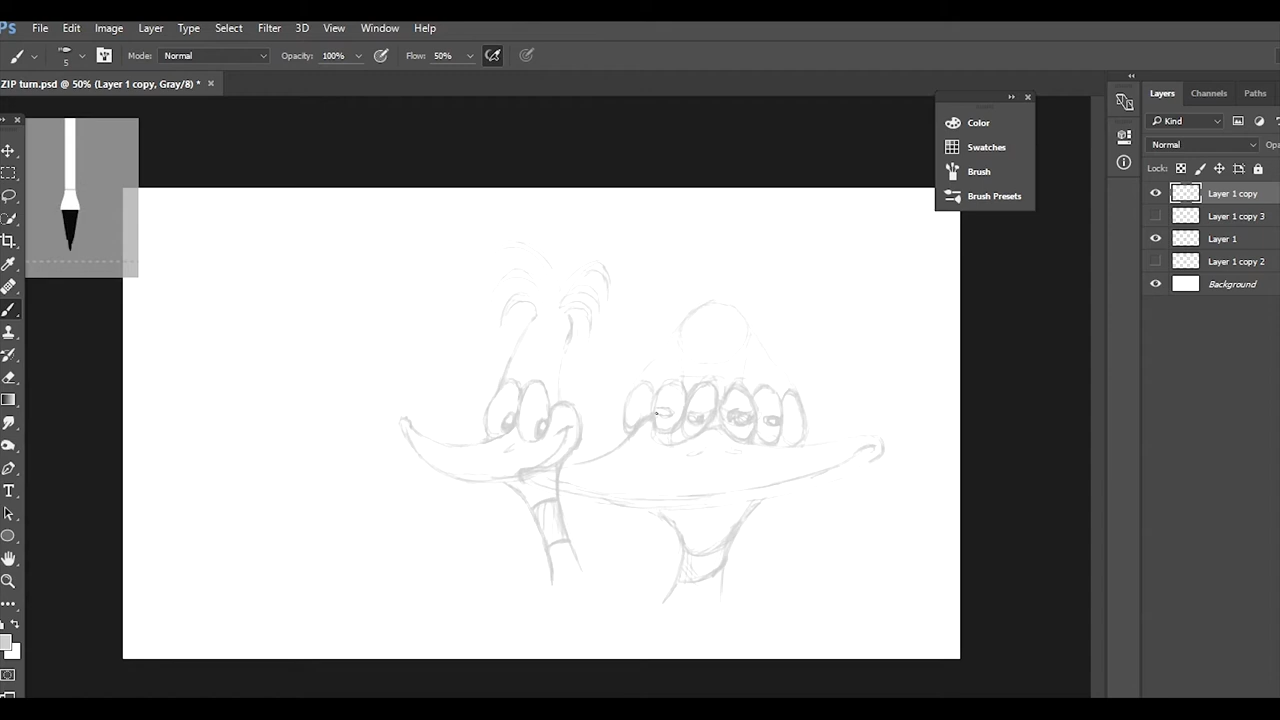 Ps File Edit Image Layer Type Select Filter 3D View Window Help
5 Mode: Normal Opacity: 100% Flow: 50%
ZIP turn.psd @ 50% (Layer 1 copy, Gray/8) * ×
Color
Swatches
Brush
Brush Presets
Layers Channels Paths
Kind
Normal
Lock:
Layer 1 copy
Layer 1 copy 3
Layer 1
Layer 1 copy 2
Background